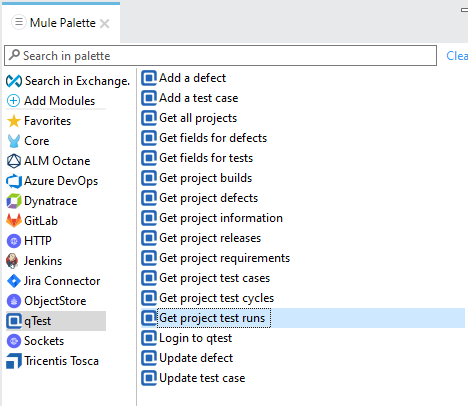 Mule Palette
Search in palette
Clea
Search in Exchange.
Add Modules
Favorites
Core
ALM Octane
Azure DevOps
Dynatrace
GitLab
HTTP
Jenkins
Jira Connector
ObjectStore
qTest
Sockets
Tricentis Tosca
Add a defect
Add a test case
Get all projects
Get fields for defects
Get fields for tests
Get project builds
Get project defects
Get project information
Get project releases
Get project requirements
Get project test cases
Get project test cycles
Get project test runs
Login to qtest
Update defect
Update test case